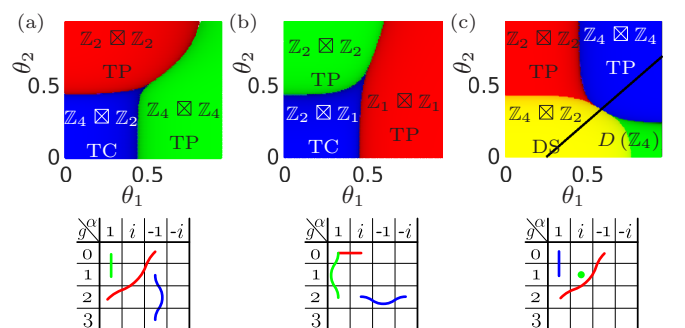 (a)
θ₂
0.5
0
0
0.5
θ₁
ℤ₂ ⊠ ℤ₂
TP
ℤ₄ ⊠ ℤ₂
TC
ℤ₄ ⊠ ℤ₄
TP
(b)
θ₂
0.5
0
0
0.5
θ₁
ℤ₂ ⊠ ℤ₂
TP
ℤ₂ ⊠ ℤ₁
TC
ℤ₁ ⊠ ℤ₁
TP
(c)
θ₂
0.5
0
0
0.5
θ₁
ℤ₂ ⊠ ℤ₂
TP
ℤ₄ ⊠ ℤ₄
TP
ℤ₄ ⊠ ℤ₂
DS
D (ℤ₄)
g α 1 i -1 -i
0
1
2
3
g α 1 i -1 -i
0
1
2
3
g α 1 i -1 -i
0
1
2
3